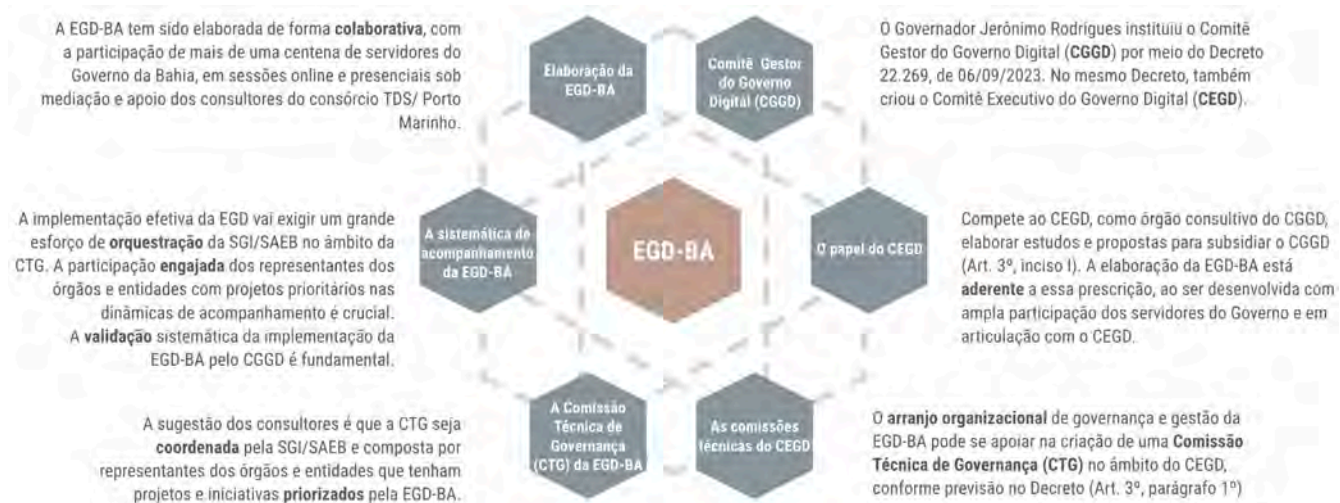 A EGD-BA tem sido elaborada de forma colaborativa, com
a participação de mais de uma centena de servidores do
Governo da Bahia, em sessões online e presenciais sob
mediação e apoio dos consultores do consórcio TDS/ Porto
Marinho.
Elaboração da
EGD-BA
Comitê Gestor
do Governo
Digital (CGGD)
O Governador Jerônimo Rodrigues instituiu o Comitê
Gestor do Governo Digital (CGGD) por meio do Decreto
22.269, de 06/09/2023. No mesmo Decreto, também
criou o Comitê Executivo do Governo Digital (CEGD).
A implementação efetiva da EGD vai exigir um grande
esforço de orquestração da SGI/SAEB no âmbito da
CTG. A participação engajada dos representantes dos
órgãos e entidades com projetos prioritários nas
dinâmicas de acompanhamento é crucial.
A validação sistemática da implementação da
EGD-BA pelo CGGD é fundamental.
A sistemática de
acompanhamento
da EGD-BA
EGD-BA
O papel do CEGD
Compete ao CEGD, como órgão consultivo do CGGD,
elaborar estudos e propostas para subsidiar o CGGD
(Art. 3º, inciso I). A elaboração da EGD-BA está
aderente a essa prescrição, ao ser desenvolvida com
ampla participação dos servidores do Governo e em
articulação com o CEGD.
A sugestão dos consultores é que a CTG seja
coordenada pela SGI/SAEB e composta por
representantes dos órgãos e entidades que tenham
projetos e iniciativas priorizados pela EGD-BA.
A Comissão
Técnica de
Governança
(CTG) da EGD-BA
As comissões
técnicas do CEGD
O arranjo organizacional de governança e gestão da
EGD-BA pode se apoiar na criação de uma Comissão
Técnica de Governança (CTG) no âmbito do CEGD,
conforme previsão no Decreto (Art. 3º, parágrafo 1º)